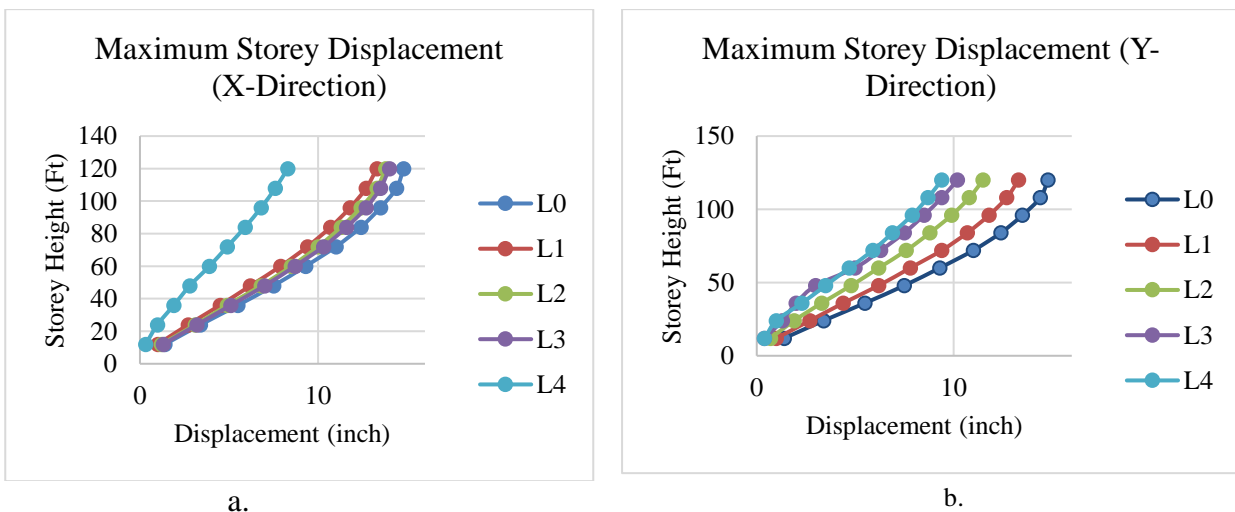 Maximum Storey Displacement
(X-Direction)
Storey Height (Ft)
140
120
100
80
60
40
20
0
0
10
Displacement (inch)
L0
L1
L2
L3
L4
a.
Maximum Storey Displacement (Y-
Direction)
Storey Height (Ft)
150
100
50
0
0
10
Displacement (inch)
L0
L1
L2
L3
L4
b.